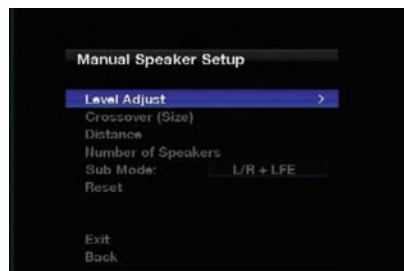 Manual Speaker Setup
Level Adjust >
Crossover (Size)
Distance
Number of Speakers
Sub Mode: L/R + LFE
Reset
Exit
Back